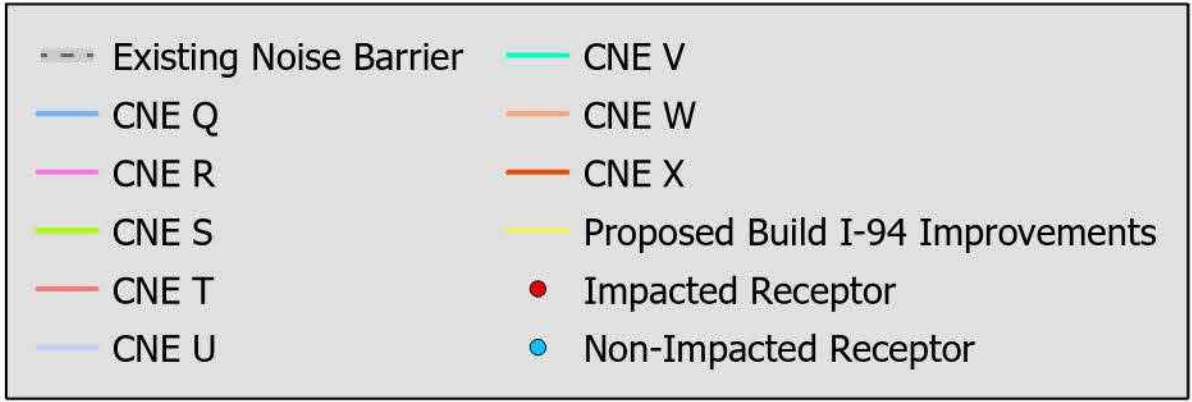 Existing Noise Barrier
CNE Q
CNE R
CNE S
CNE T
CNE U
CNE V
CNE W
CNE X
Proposed Build I-94 Improvements
Impacted Receptor
Non-Impacted Receptor